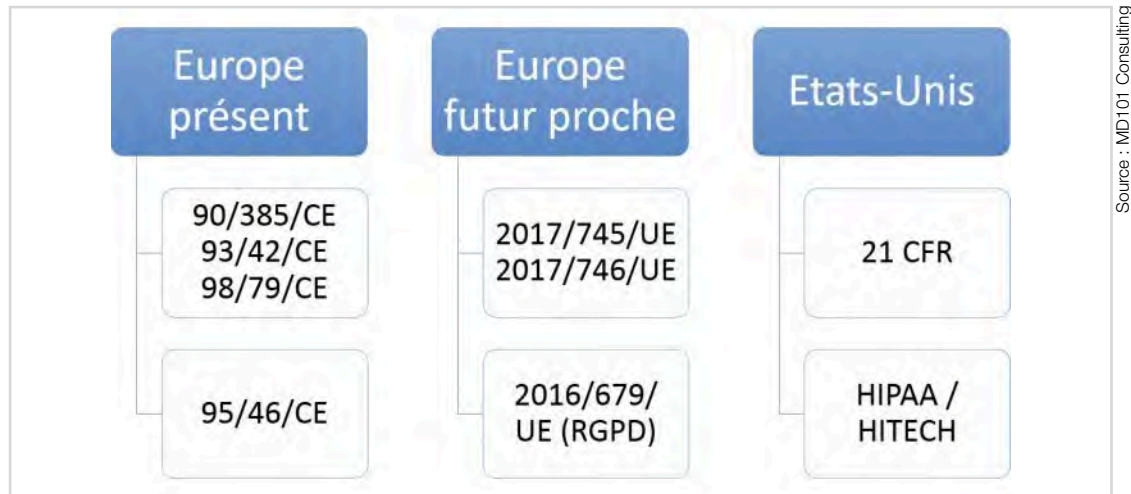 Europe
présent
90/385/CE
93/42/CE
98/79/CE
95/46/CE
Europe
futur proche
2017/745/UE
2017/746/UE
2016/679/
UE (RGPD)
Etats-Unis
21 CFR
HIPAA /
HITECH
Source : MD101 Consulting